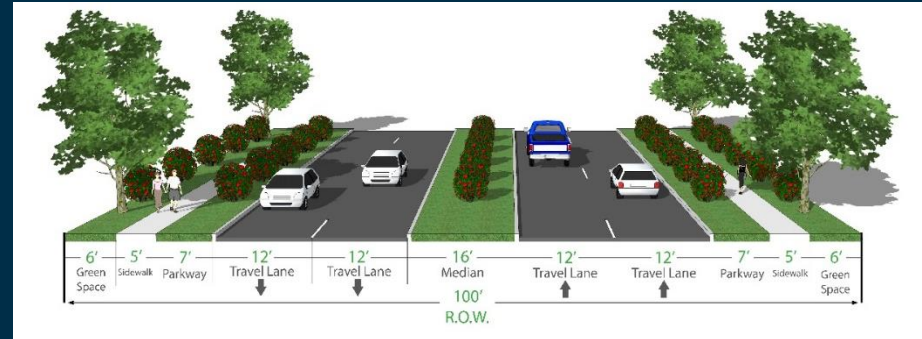 6' 5' 7' 12' 12' 16' 12' 12' 7' 5' 6'
Green Space Sidewalk Parkway Travel Lane Travel Lane Median Travel Lane Travel Lane Parkway Sidewalk Green Space
100'
R.O.W.